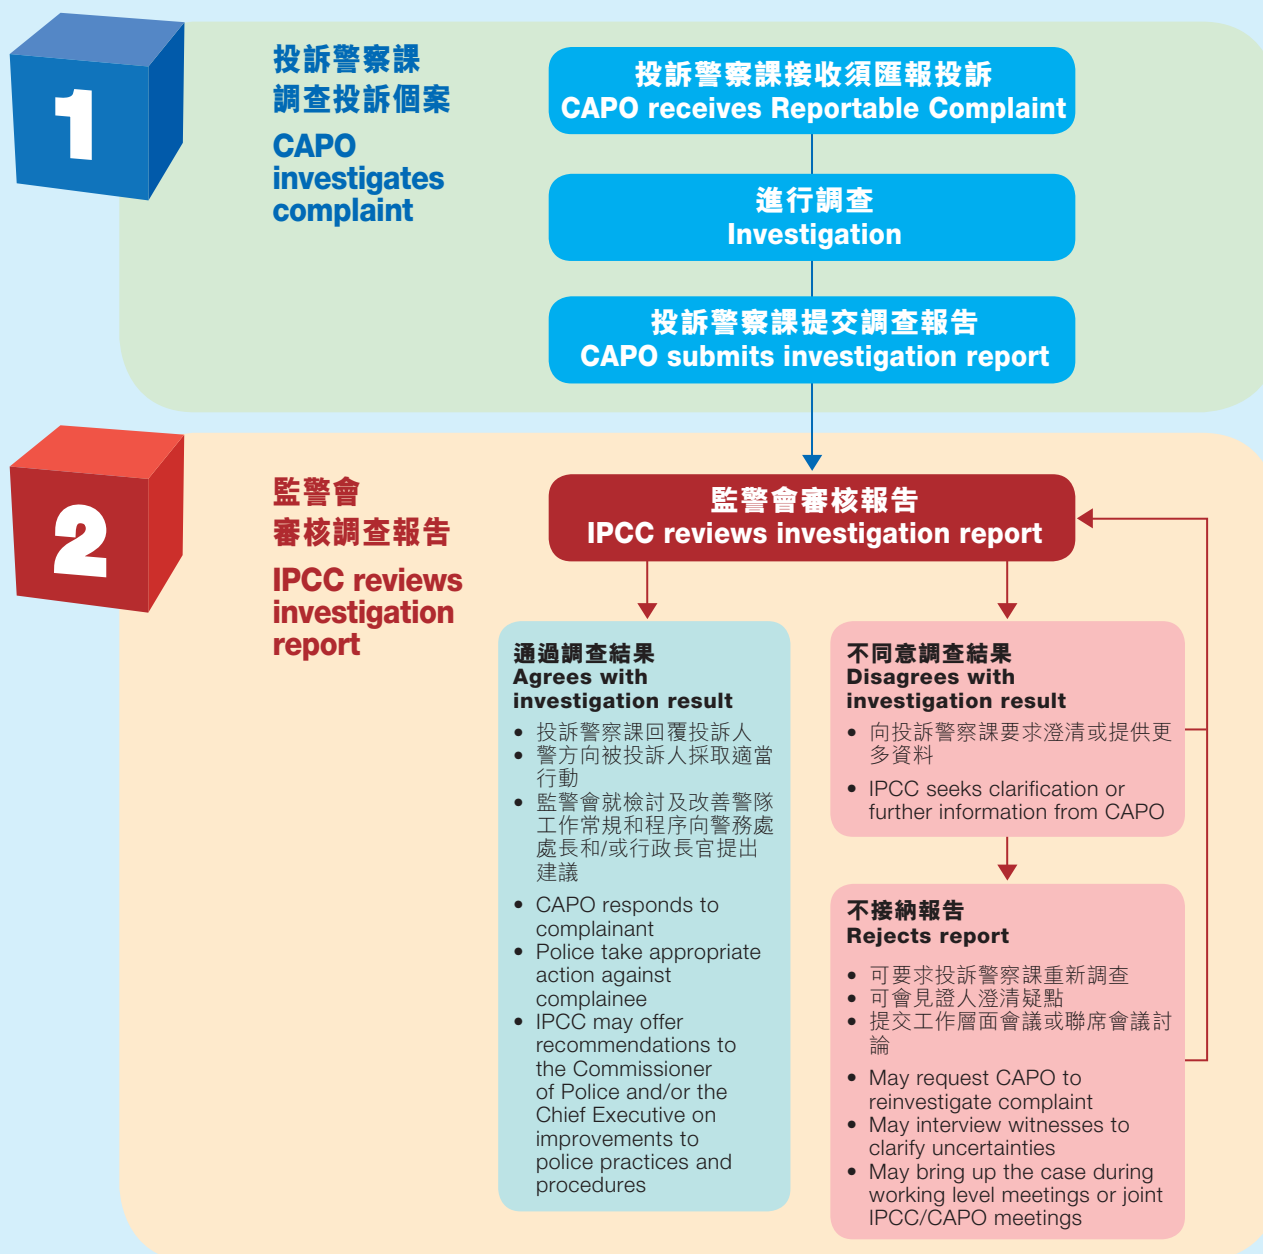 1
投訴警察課
調查投訴個案
CAPO
investigates
complaint
投訴警察課接收須匯報投訴
CAPO receives Reportable Complaint
進行調查
Investigation
投訴警察課提交調查報告
CAPO submits investigation report
2
監警會
審核調查報告
IPCC reviews
investigation
report
監警會審核報告
IPCC reviews investigation report
通過調查結果
Agrees with
investigation result
• 投訴警察課回覆投訴人
• 警方向被投訴人採取適當
行動
• 監警會就檢討及改善警隊
工作常規和程序向警務處
處長和/或行政長官提出
建議
• CAPO responds to
complainant
• Police take appropriate
action against
complainee
• IPCC may offer
recommendations to
the Commissioner
of Police and/or the
Chief Executive on
improvements to
police practices and
procedures
不同意調查結果
Disagrees with
investigation result
• 向投訴警察課要求澄清或提供更
多資料
• IPCC seeks clarification or
further information from CAPO
不接納報告
Rejects report
• 可要求投訴警察課重新調查
• 可會見證人澄清疑點
• 提交工作層面會議或聯席會議討
論
• May request CAPO to
reinvestigate complaint
• May interview witnesses to
clarify uncertainties
• May bring up the case during
working level meetings or joint
IPCC/CAPO meetings